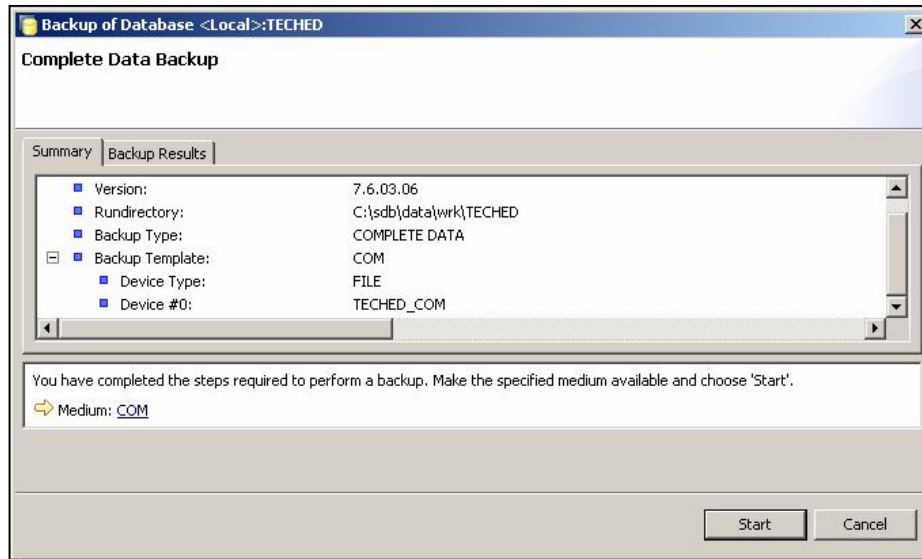 Backup of Database <Local>:TECHED
Complete Data Backup
Summary Backup Results
Version: 7.6.03.06
Rundirectory: C:\sdb\data\wrk\TECHED
Backup Type: COMPLETE DATA
Backup Template: COM
Device Type: FILE
Device #0: TECHED_COM
You have completed the steps required to perform a backup. Make the specified medium available and choose 'Start'.
Medium: COM
Start Cancel